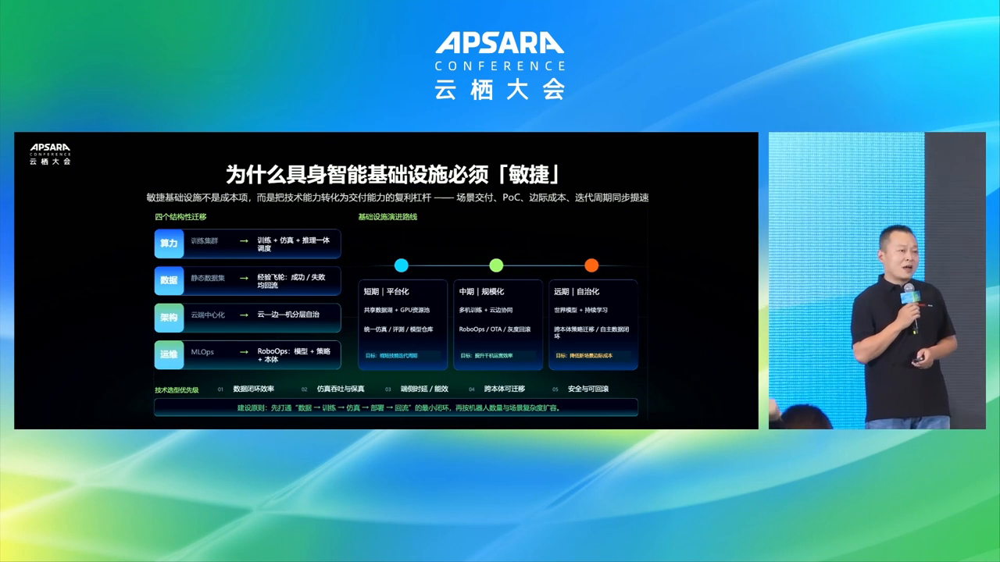 APSARA
CONFERENCE
云栖大会
APSARA
CONFERENCE
云栖大会
为什么具身智能基础设施必须「敏捷」
敏捷基础设施不是成本项，而是把技术能力转化为交付能力的复利杠杆 —— 场景交付、PoC、边际成本、迭代周期同步提速
四个结构性迁移
算力 训练集群 → 训练 + 仿真 + 推理一体
调度
数据 静态数据集 → 经验飞轮：成功 / 失败
均回流
架构 云端中心化 → 云—边—机分层自治
运维 MLOps → RoboOps：模型 + 策略
+ 本体
基础设施演进路线
短期｜平台化
共享数据湖 + GPU资源池
统一仿真 / 评测 / 模型仓库
目标：缩短技能迭代周期
中期｜规模化
多机训练 + 云边协同
RoboOps / OTA / 灰度回滚
目标：提升千机运营效率
远期｜自治化
世界模型 + 持续学习
跨本体策略迁移 / 自主数据闭
环
目标：降低新场景边际成本
技术选型优先级 01 数据闭环效率 02 仿真吞吐与保真 03 端侧时延 / 能效 04 跨本体可迁移 05 安全与可回滚
建设原则：先打通“数据 → 训练 → 仿真 → 部署 → 回流”的最小闭环，再按机器人数量与场景复杂度扩容。